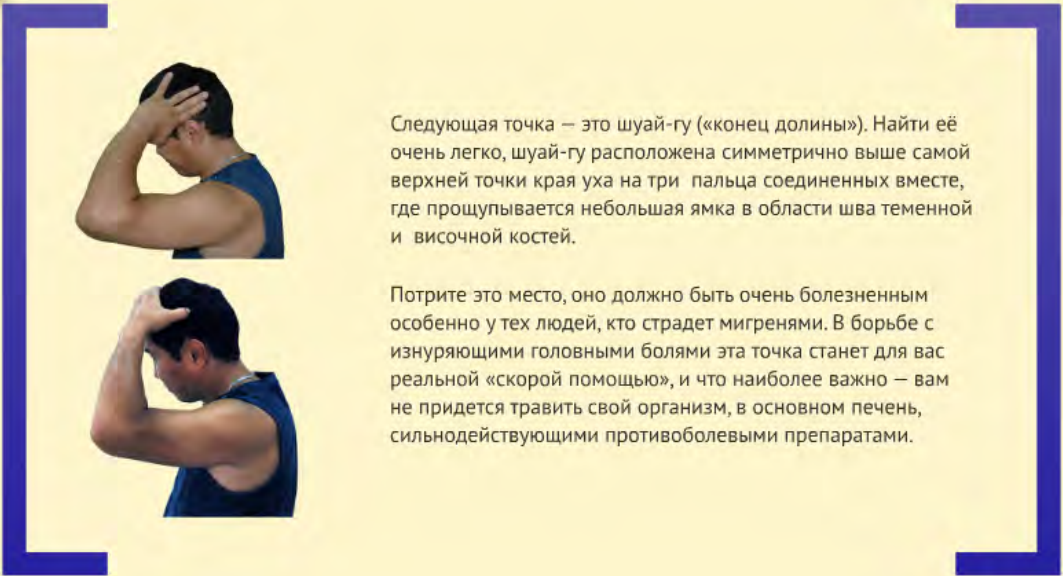 Следующая точка — это шуай-гу («конец долины»). Найти её
очень легко, шуай-гу расположена симметрично выше самой
верхней точки края уха на три пальца соединенных вместе,
где прощупывается небольшая ямка в области шва теменной
и височной костей.
Потрите это место, оно должно быть очень болезненным
особенно у тех людей, кто страдет мигренями. В борьбе с
изнуряющими головными болями эта точка станет для вас
реальной «скорой помощью», и что наиболее важно — вам
не придется травить свой организм, в основном печень,
сильнодействующими противоболевыми препаратами.